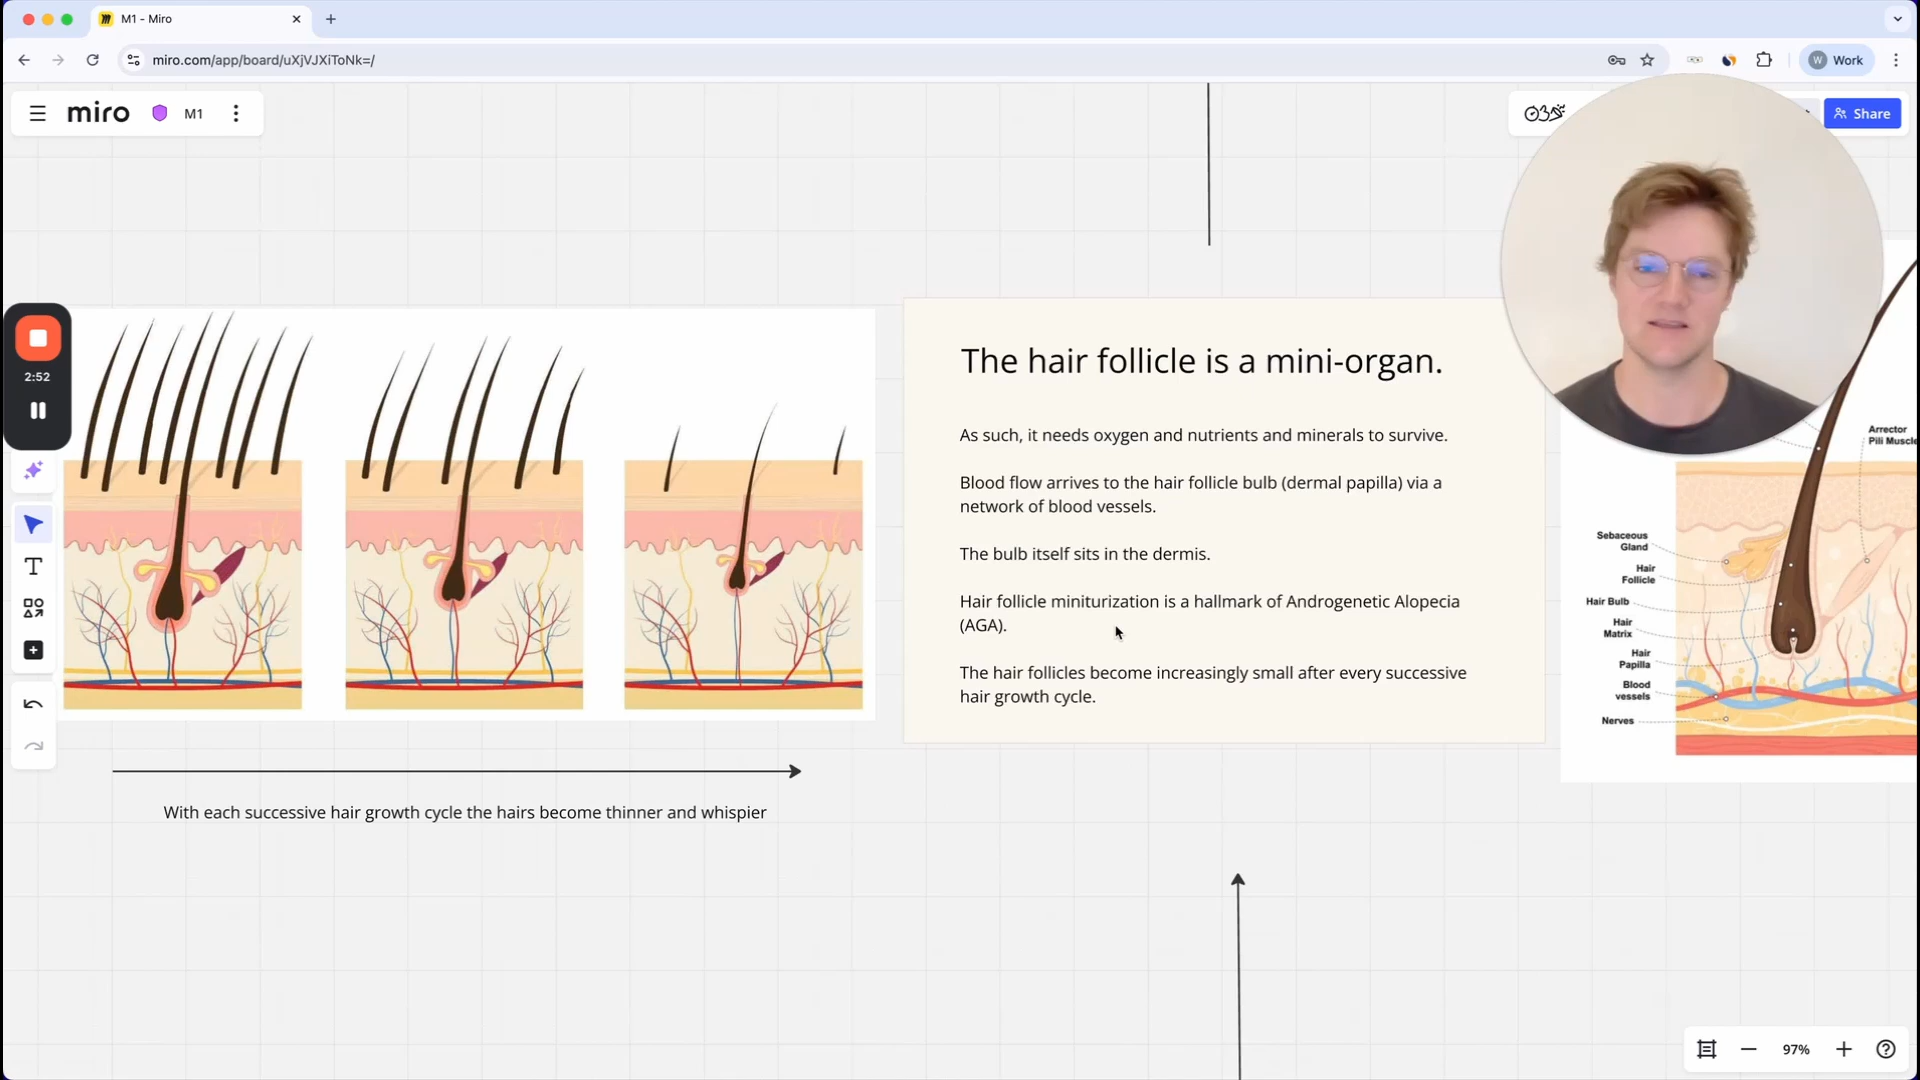 M1 - Miro
miro.com/app/board/uXjVJXiToNk=/
W Work
miro M1
Share
2:52
The hair follicle is a mini-organ.
As such, it needs oxygen and nutrients and minerals to survive.
Blood flow arrives to the hair follicle bulb (dermal papilla) via a
network of blood vessels.
The bulb itself sits in the dermis.
Hair follicle miniturization is a hallmark of Androgenetic Alopecia
(AGA).
The hair follicles become increasingly small after every successive
hair growth cycle.
Arrector
Pili Muscle
Sebaceous
Gland
Hair
Follicle
Hair Bulb
Hair
Matrix
Hair
Papilla
Blood
vessels
Nerves
With each successive hair growth cycle the hairs become thinner and whispier
97%